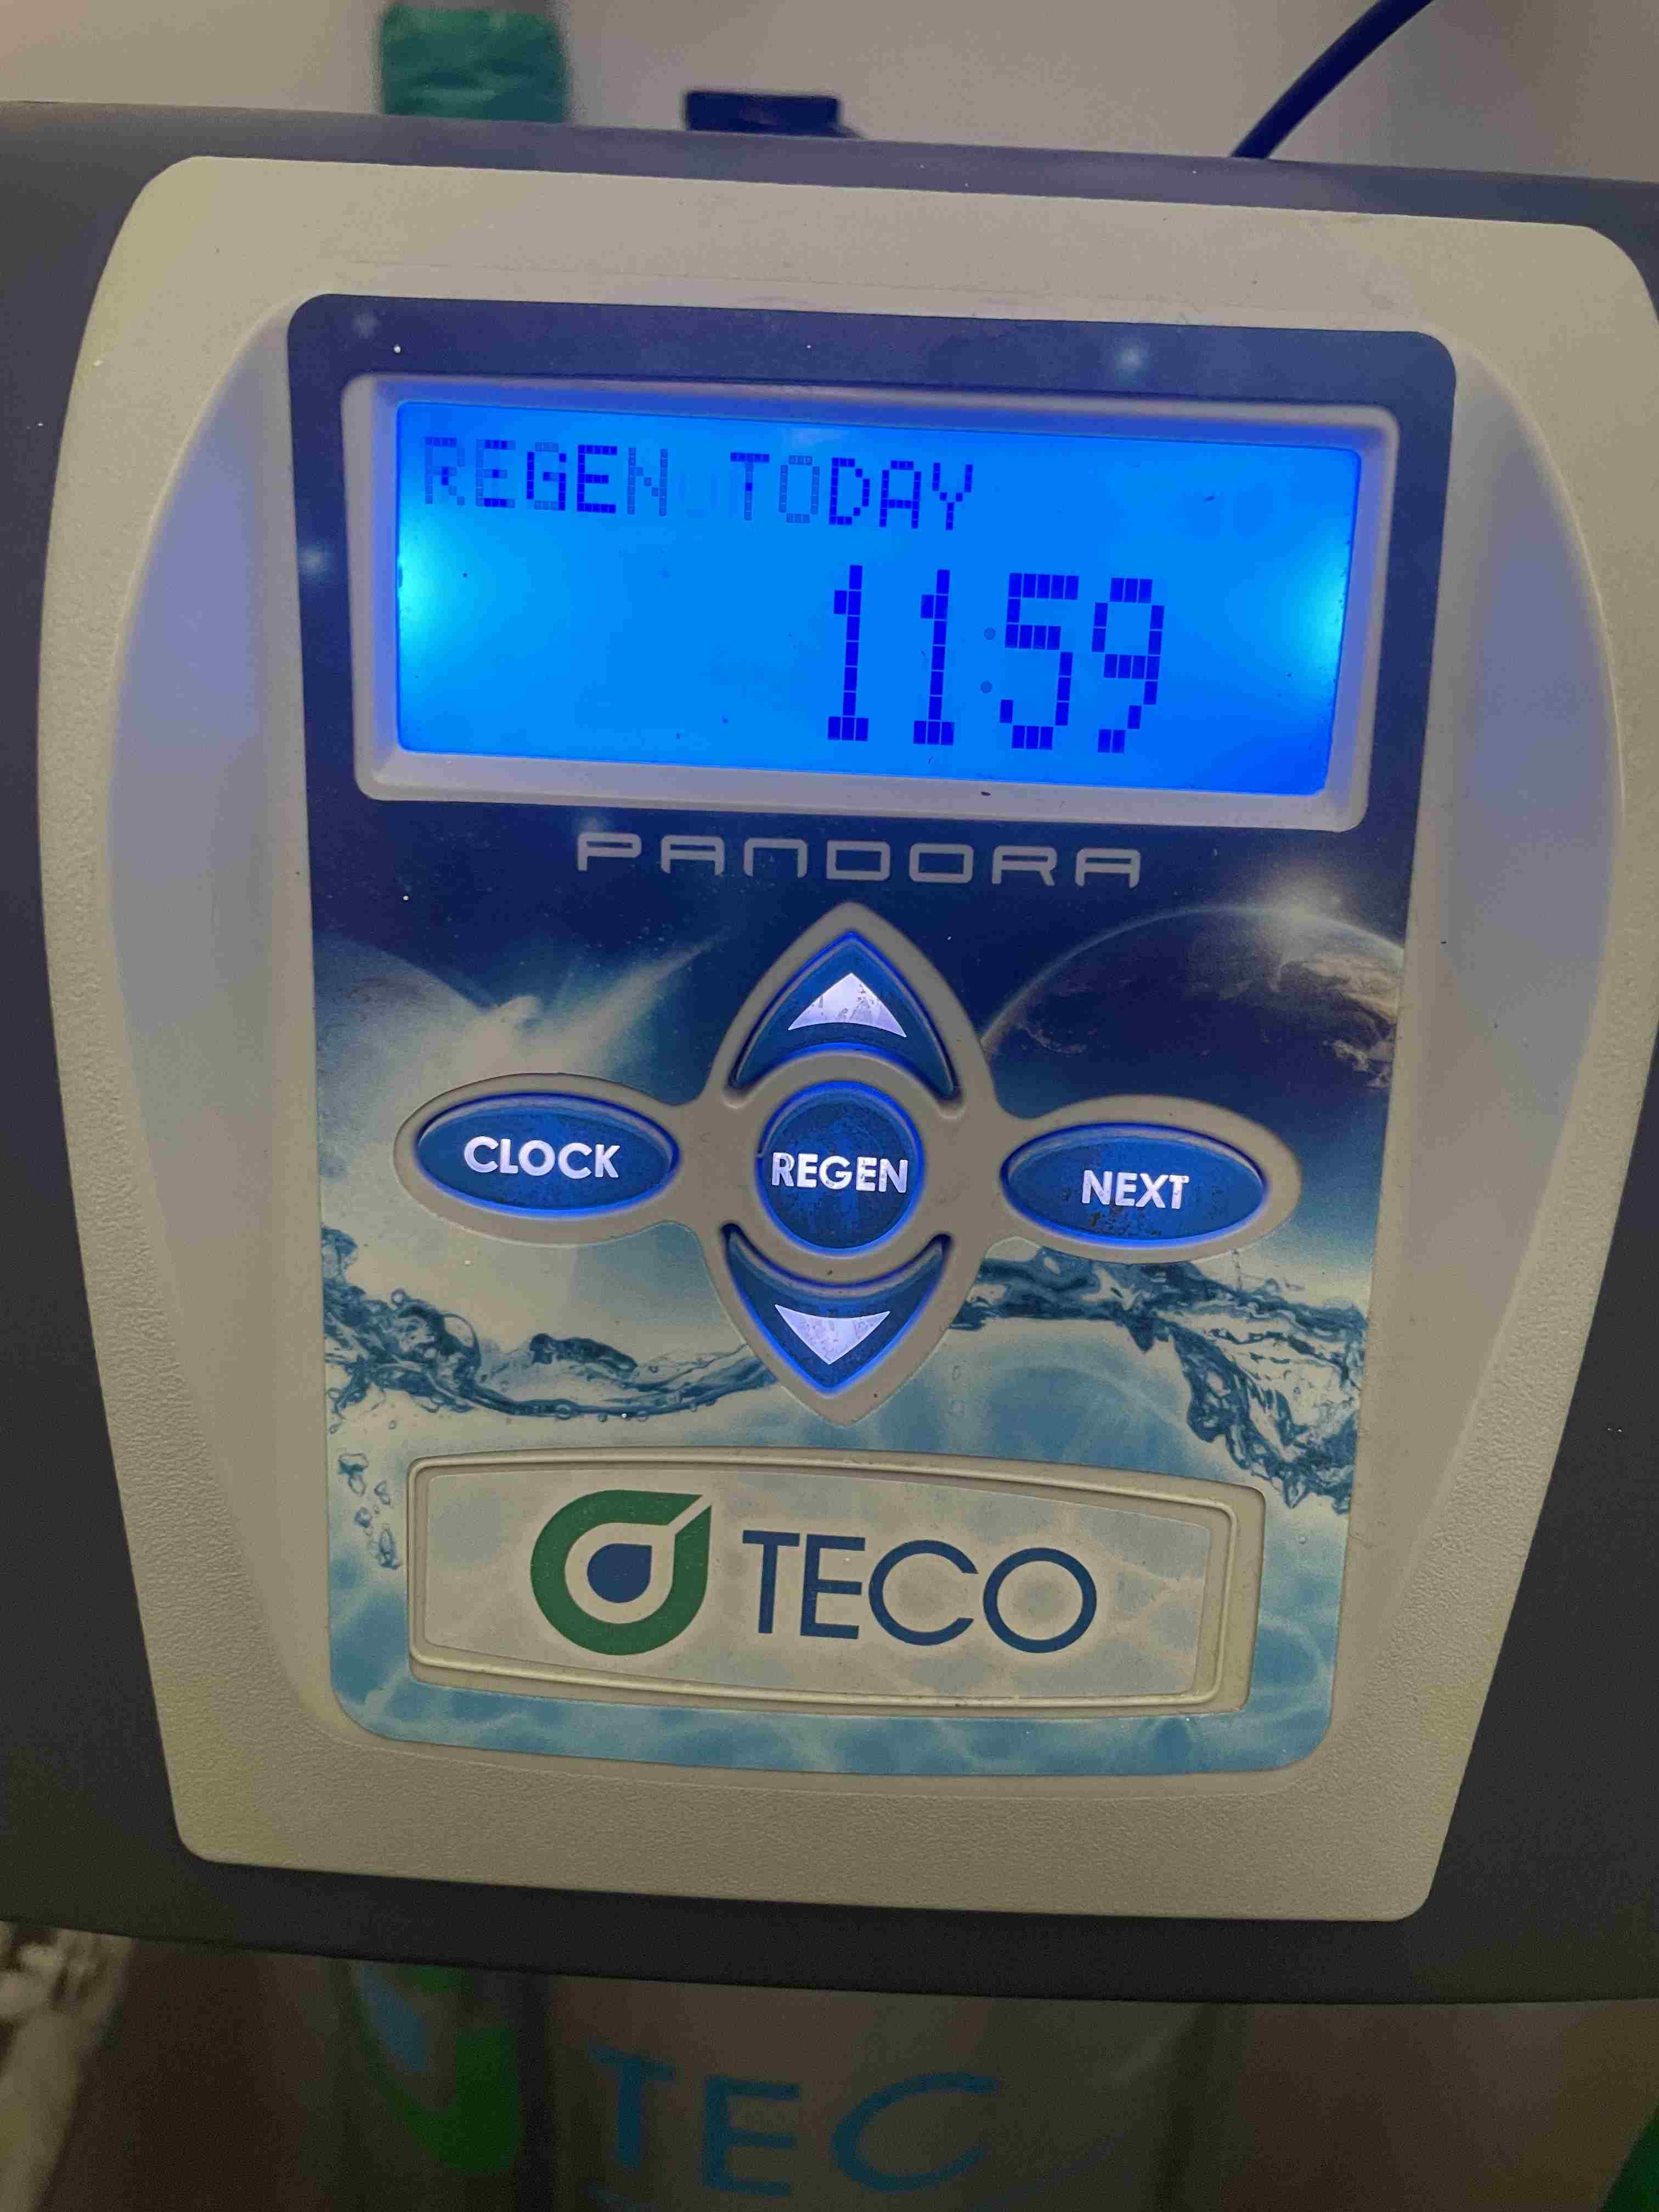 REGEN TODAY
11:59
PANDORA
CLOCK
REGEN
NEXT
TECO
TEC